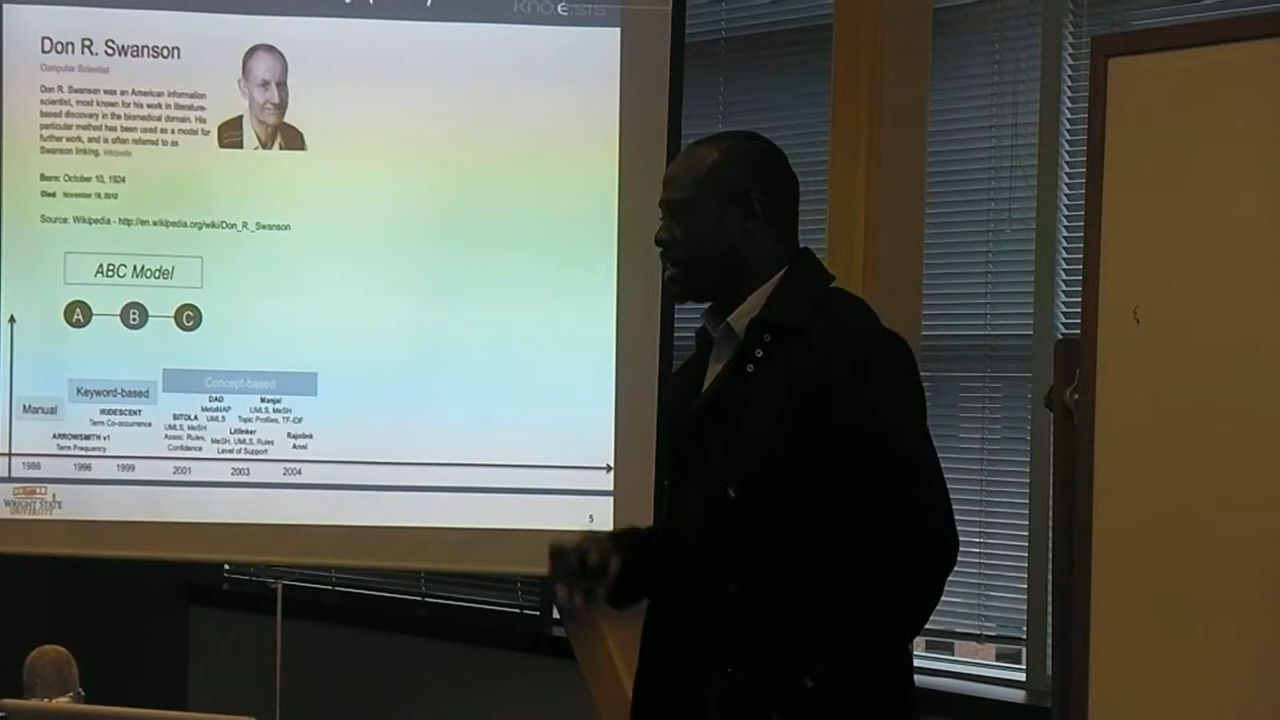 Knoesis
Don R. Swanson
Computer Scientist
Don R. Swanson was an American information
scientist, most known for his work in literature-
based discovery in the biomedical domain. His
particular method has been used as a model for
further work, and is often referred to as
Swanson linking. Wikipedia
Born: October 10, 1924
Died November 18, 2012
Source: Wikipedia - http://en.wikipedia.org/wiki/Don_R._Swanson
ABC Model
A B C
Concept-based
Keyword-based
Manual
DAD
MetaMAP
UMLS
Manjal
UMLS, MeSH
Topic Profiles, TF-IDF
IRIDESCENT
Term Co-occurrence
BITOLA
UMLS, MeSH
Assoc. Rules,
Confidence
Litlinker
MeSH, UMLS, Rules
Level of Support
Rajolink
Anni
ARROWSMITH v1
Term Frequency
1986 1996 1999 2001 2003 2004
WRIGHT STATE
UNIVERSITY
5